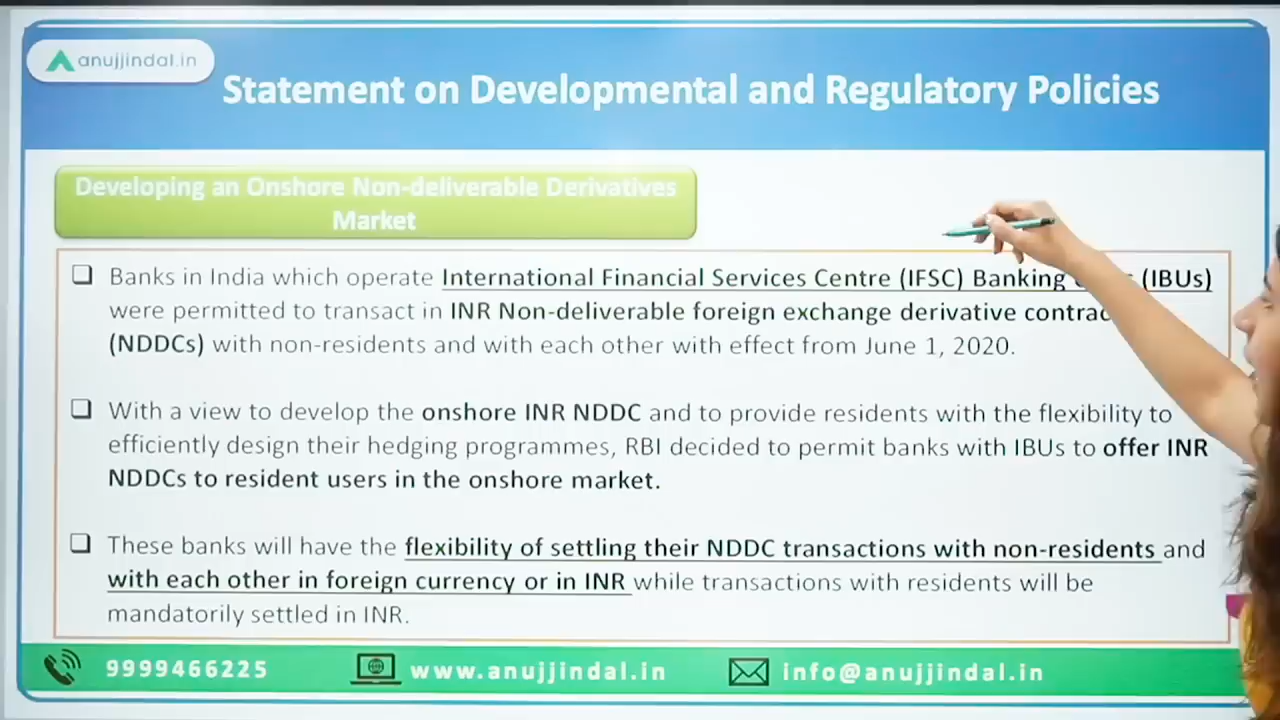 anujjindal.in
Statement on Developmental and Regulatory Policies
Developing an Onshore Non-deliverable Derivatives
Market
Banks in India which operate International Financial Services Centre (IFSC) Banking (IBUs)
were permitted to transact in INR Non-deliverable foreign exchange derivative
(NDDCs) with non-residents and with each other with effect from June 1, 2020.
With a view to develop the onshore INR NDDC and to provide residents with the flexibility to
efficiently design their hedging programmes, RBI decided to permit banks with IBUs to offer INR
NDDCs to resident users in the onshore market.
These banks will have the flexibility of settling their NDDC transactions with non-residents and
with each other in foreign currency or in INR while transactions with residents will be
mandatorily settled in INR.
9999466225 www.anujjindal.in info@anujjindal.in